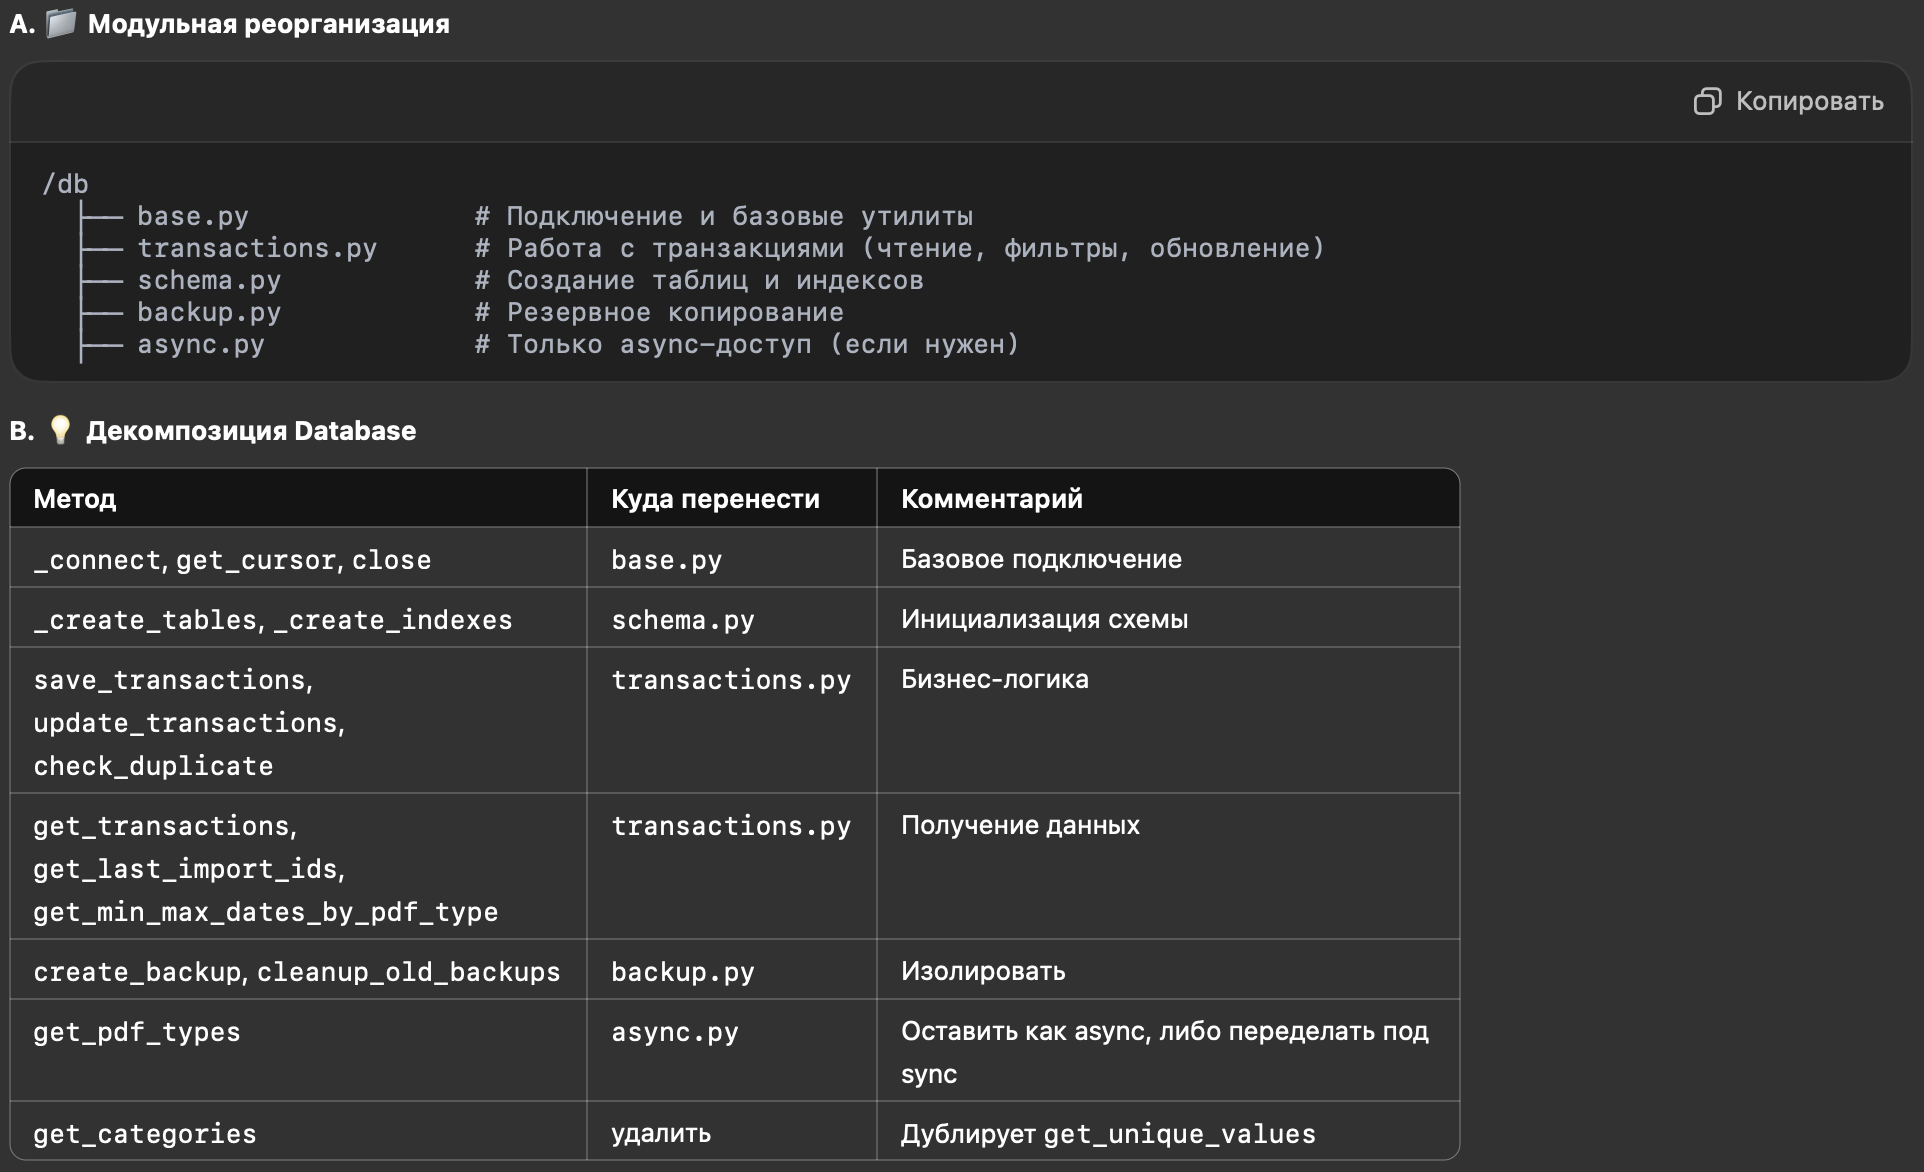 A. 📁 Модульная реорганизация
Копировать
/db
├── base.py # Подключение и базовые утилиты
├── transactions.py # Работа с транзакциями (чтение, фильтры, обновление)
├── schema.py # Создание таблиц и индексов
├── backup.py # Резервное копирование
├── async.py # Только async-доступ (если нужен)
B. 💡 Декомпозиция Database
Метод Куда перенести Комментарий
_connect, get_cursor, close base.py Базовое подключение
_create_tables, _create_indexes schema.py Инициализация схемы
save_transactions, transactions.py Бизнес-логика
update_transactions,
check_duplicate
get_transactions, transactions.py Получение данных
get_last_import_ids,
get_min_max_dates_by_pdf_type
create_backup, cleanup_old_backups backup.py Изолировать
get_pdf_types async.py Оставить как async, либо переделать под
sync
get_categories удалить Дублирует get_unique_values